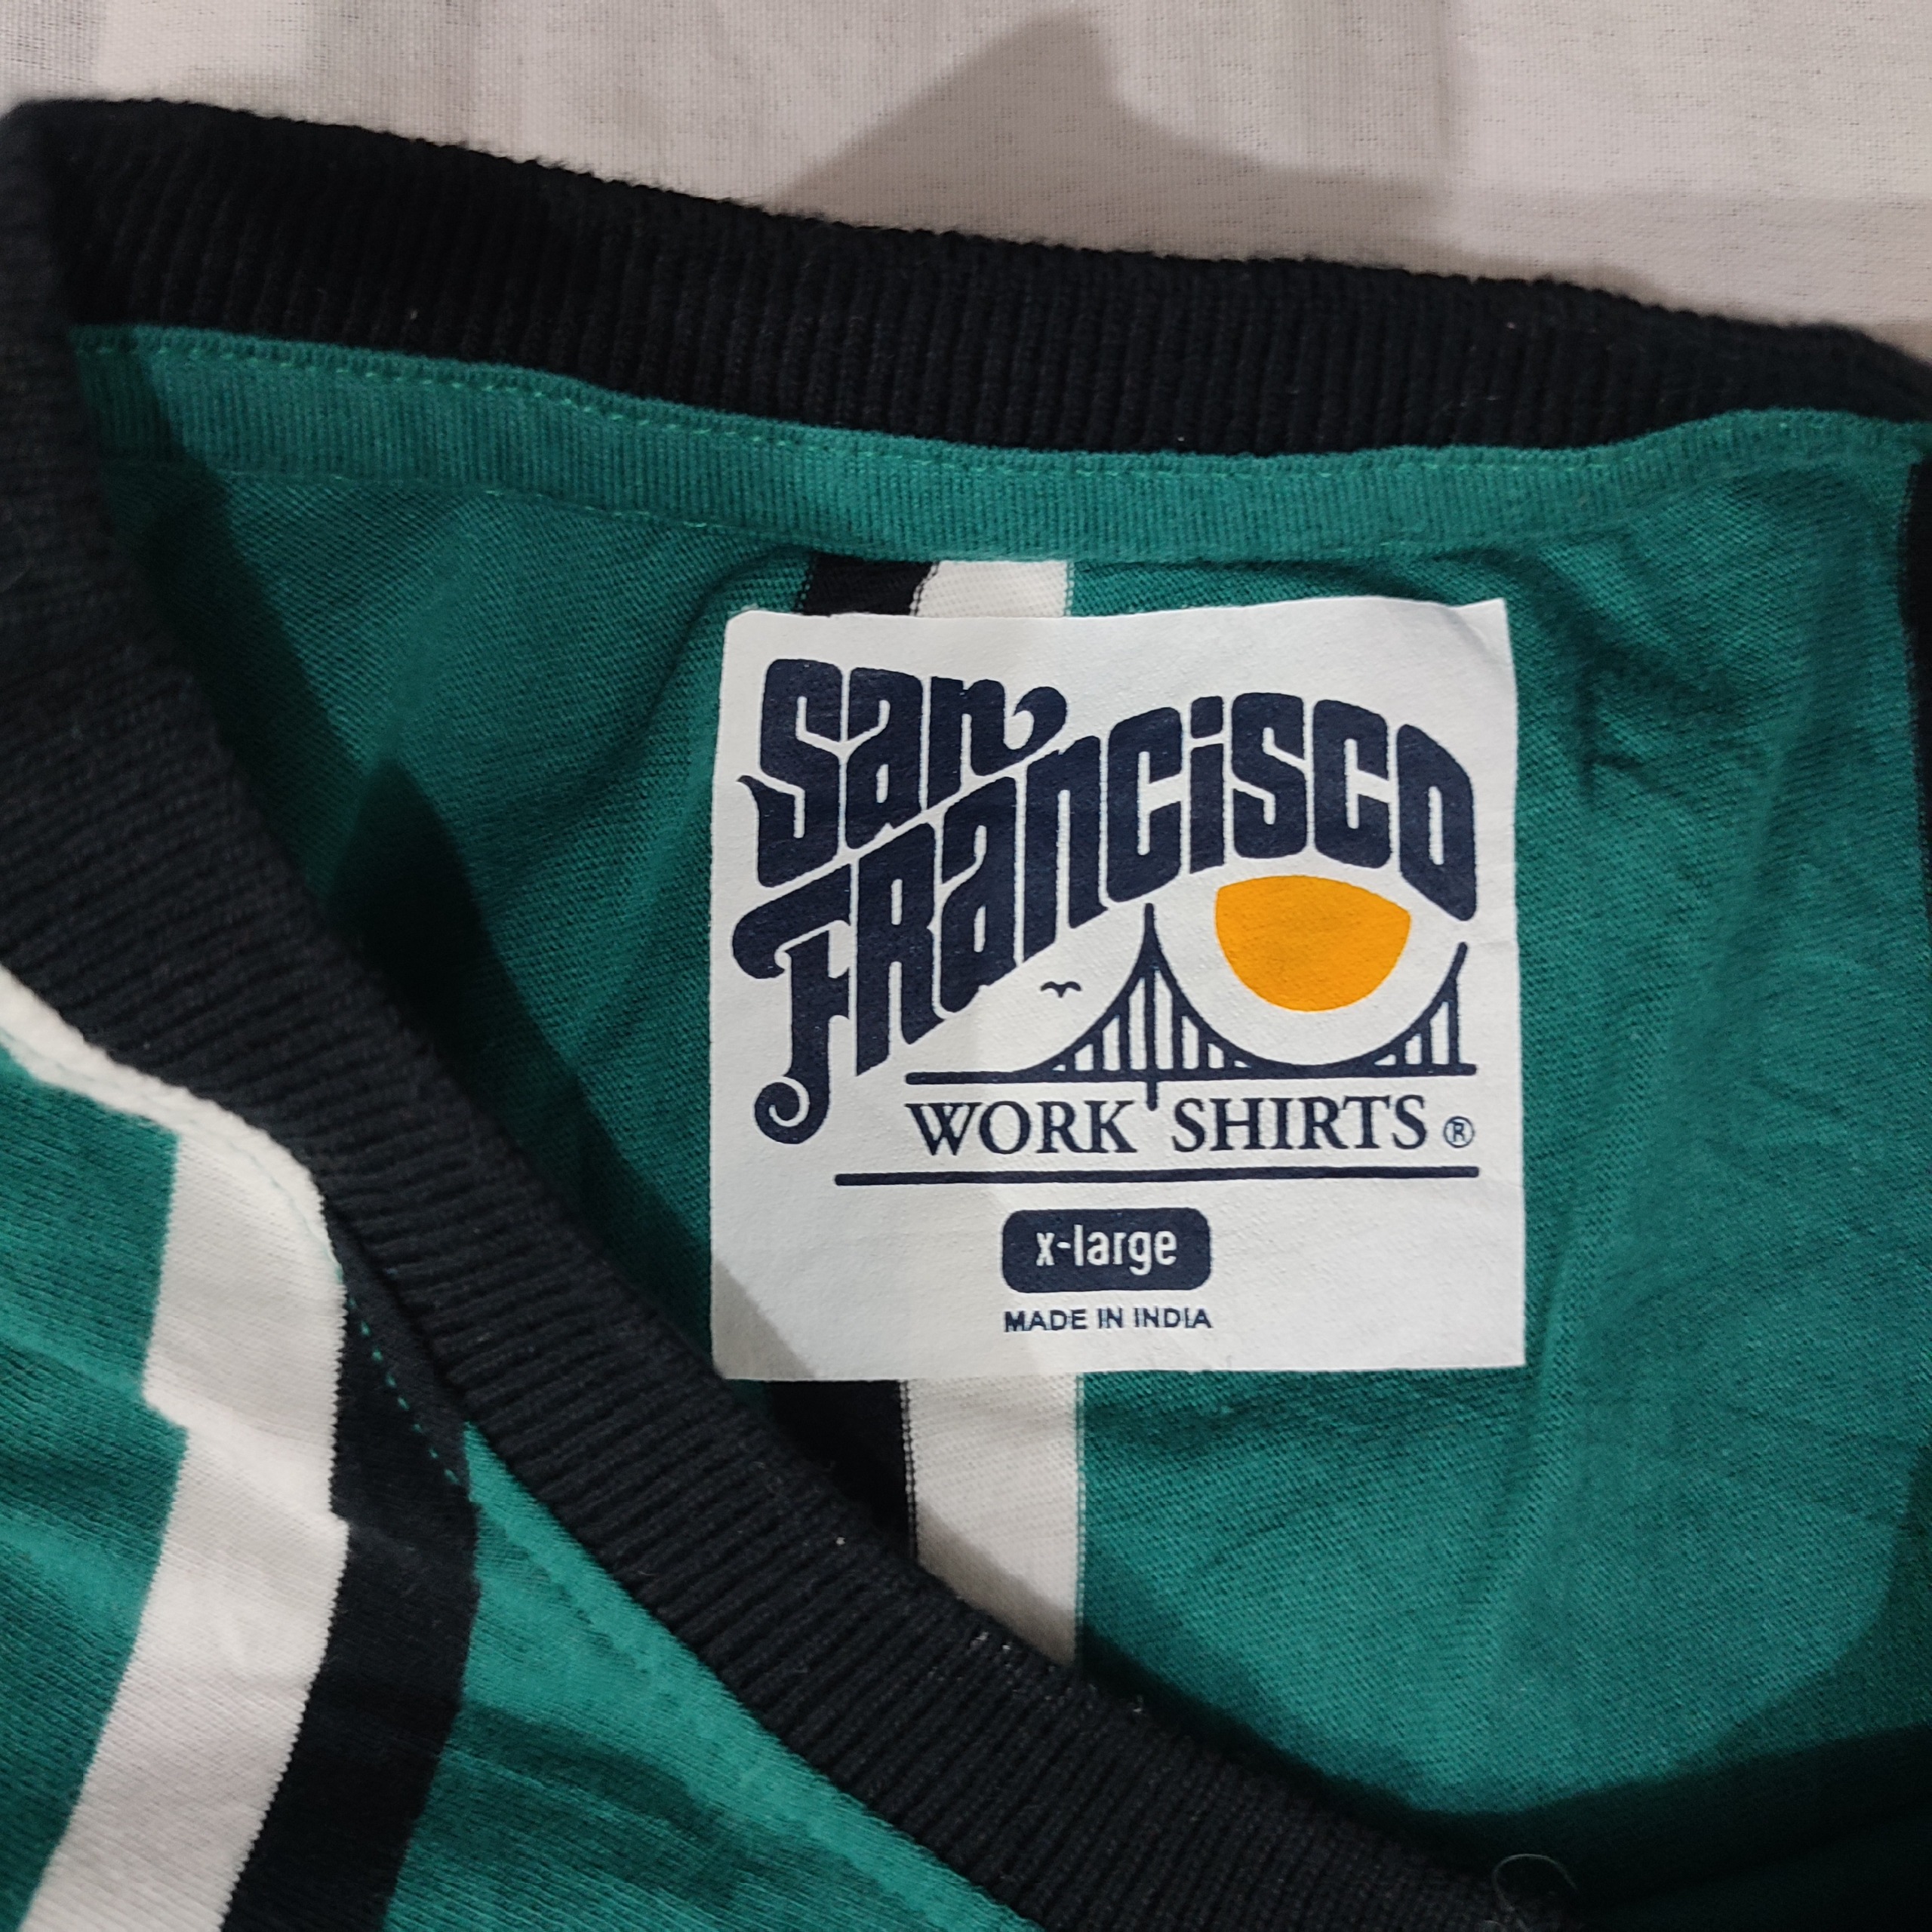 San
Francisco
WORK SHIRTS ®
x-large
MADE IN INDIA